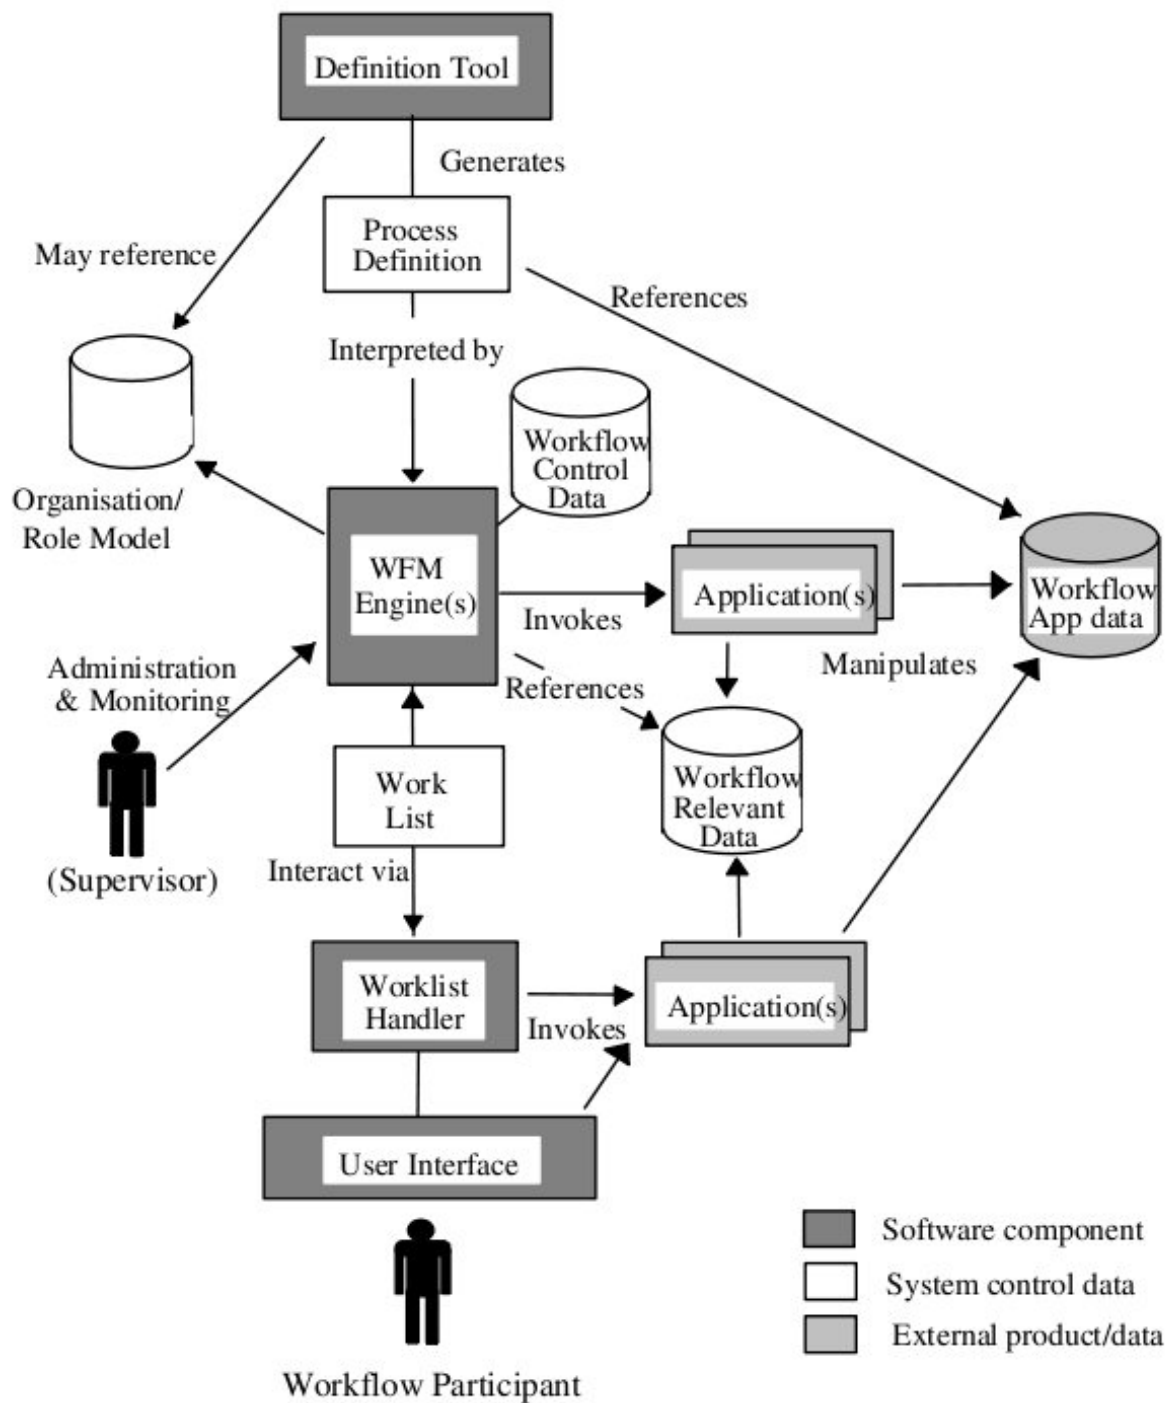 Definition Tool
Generates
Process
Definition
May reference
References
Interpreted by
Workflow
Control
Data
Organisation/
Role Model
WFM
Engine(s)
Invokes
Application(s)
Workflow
App data
Manipulates
References
Administration
& Monitoring
(Supervisor)
Work
List
Workflow
Relevant
Data
Interact via
Worklist
Handler
Invokes
Application(s)
User Interface
Workflow Participant
Software component
System control data
External product/data